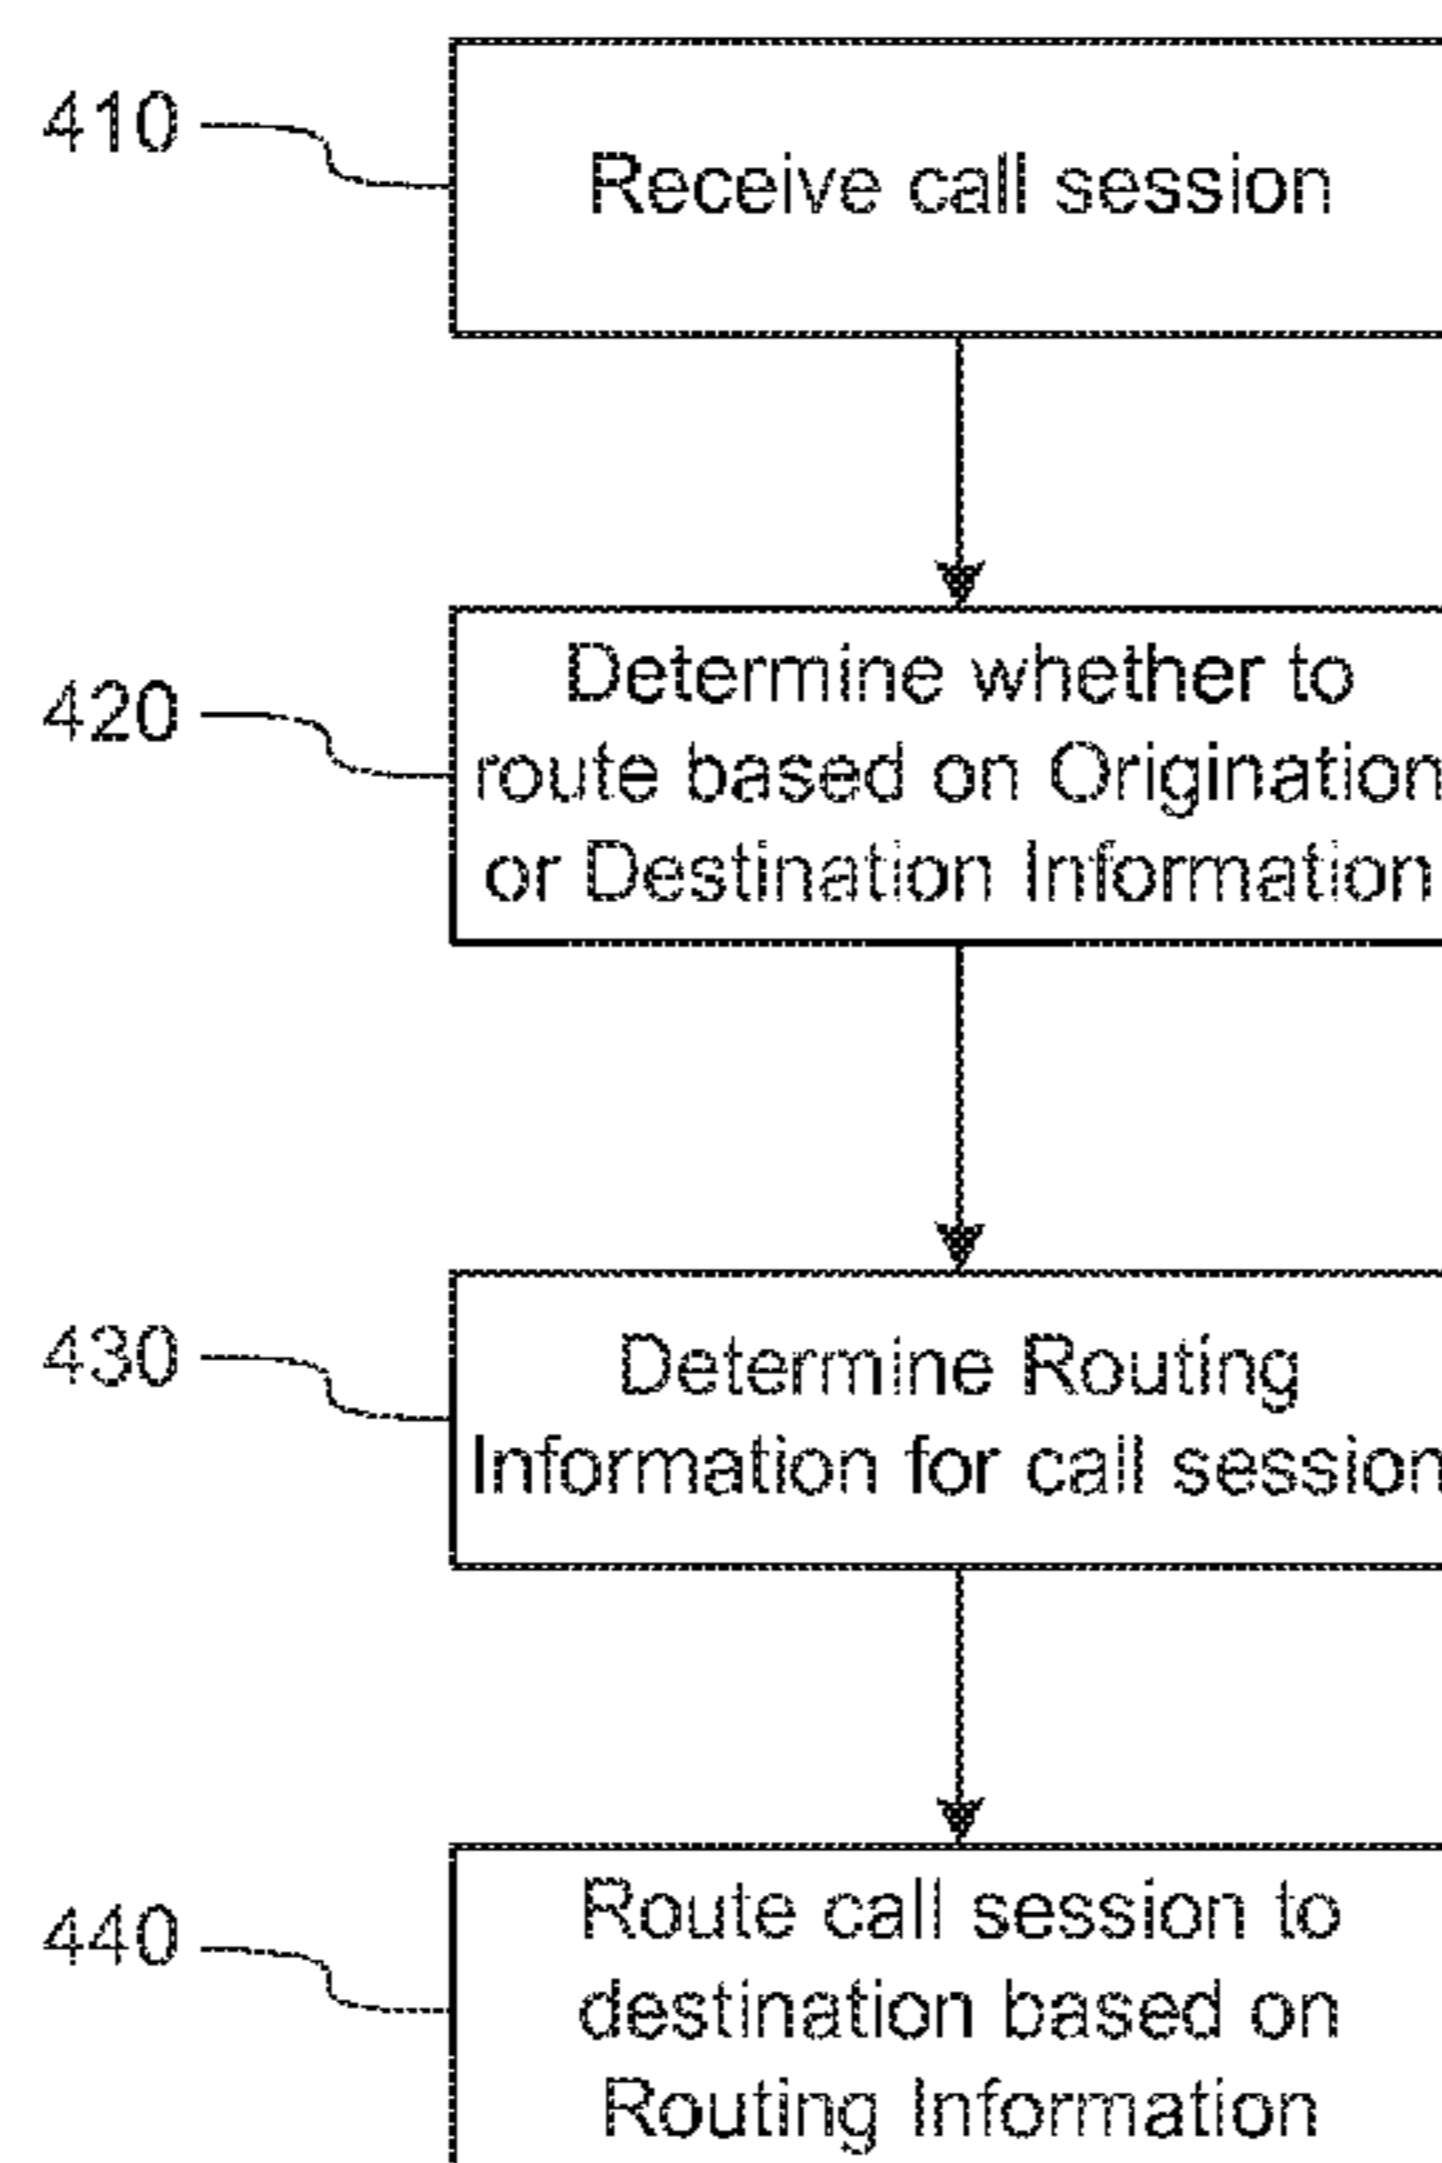 410
Receive call session
420
Determine whether to
route based on Origination
or Destination Information
430
Determine Routing
Information for call session
440
Route call session to
destination based on
Routing Information